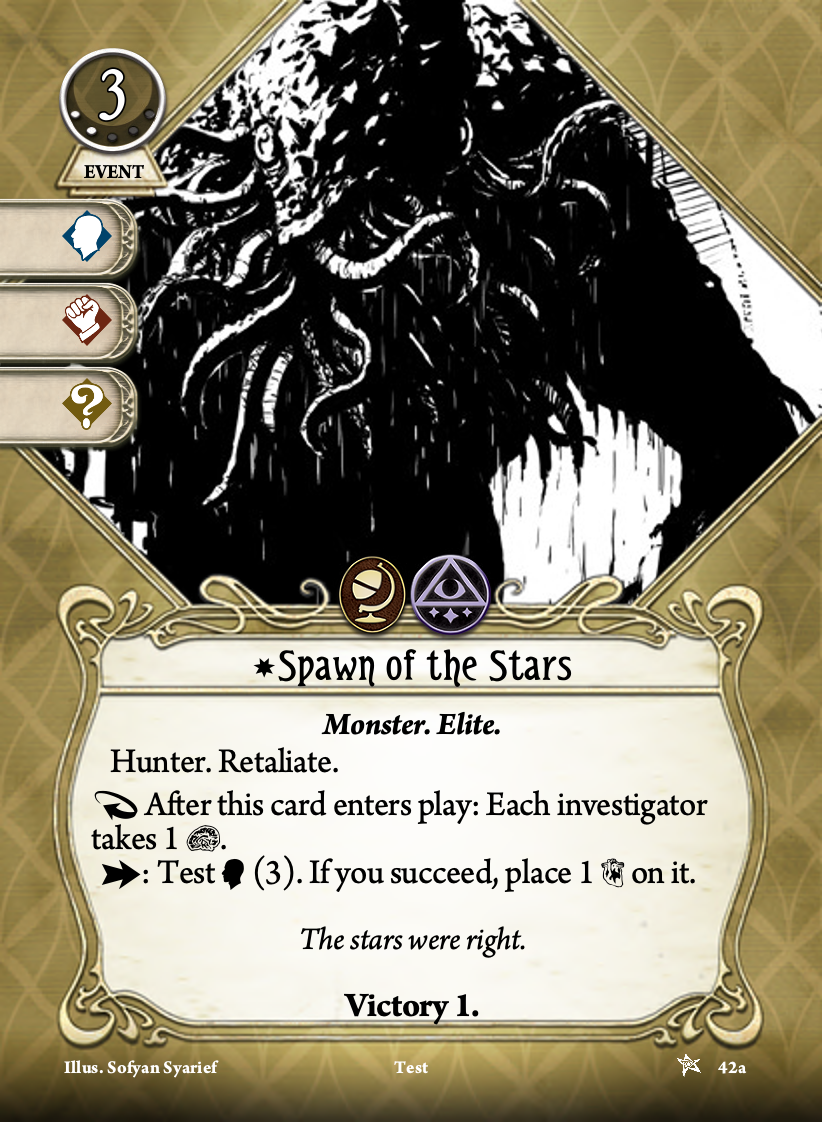 3
EVENT
Spawn of the Stars
Monster. Elite.
Hunter. Retaliate.
After this card enters play: Each investigator
takes 1 .
: Test (3). If you succeed, place 1 on it.
The stars were right.
Victory 1.
Illus. Sofyan Syarief Test 42a